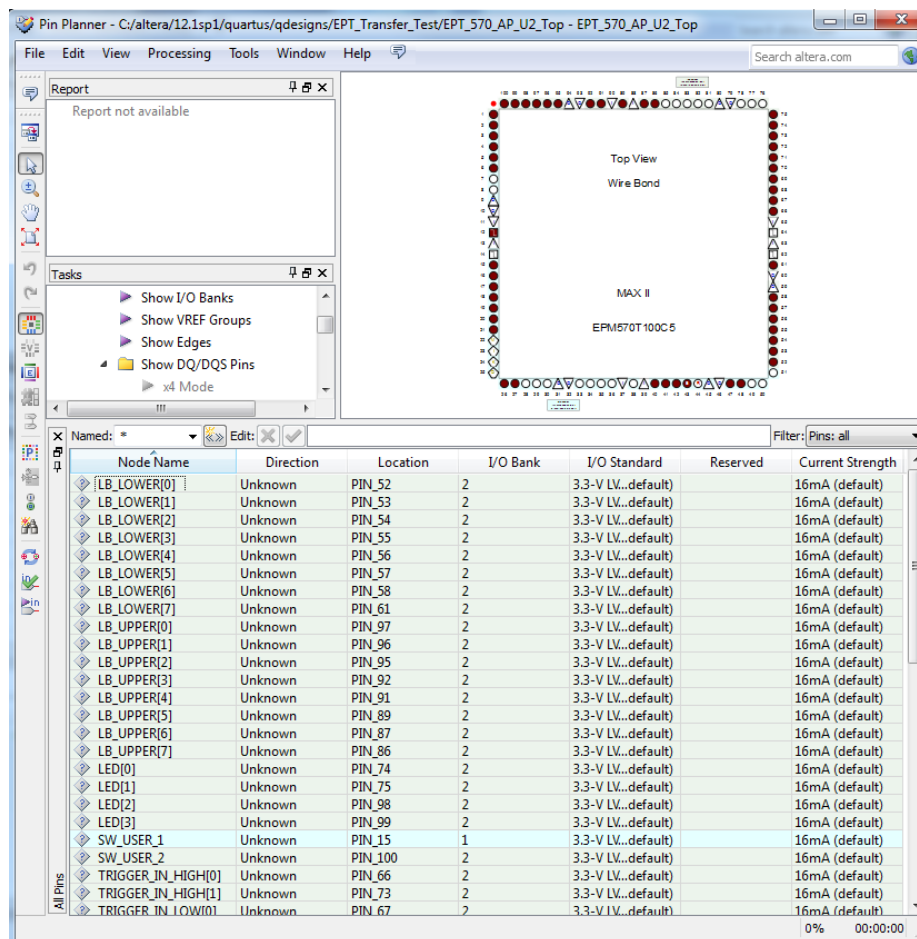 Pin Planner - C:/altera/12.1sp1/quartus/qdesigns/EPT_Transfer_Test/EPT_570_AP_U2_Top - EPT_570_AP_U2_Top
File Edit View Processing Tools Window Help
Search altera.com
Report
Report not available
Tasks
Show I/O Banks
Show VREF Groups
Show Edges
Show DQ/DQS Pins
x4 Mode
Top View
Wire Bond
MAX II
EPM570T100C5
Named: * Edit: Filter: Pins: all
Node Name Direction Location I/O Bank I/O Standard Reserved Current Strength
LB_LOWER[0] Unknown PIN_52 2 3.3-V LV...default) 16mA (default)
LB_LOWER[1] Unknown PIN_53 2 3.3-V LV...default) 16mA (default)
LB_LOWER[2] Unknown PIN_54 2 3.3-V LV...default) 16mA (default)
LB_LOWER[3] Unknown PIN_55 2 3.3-V LV...default) 16mA (default)
LB_LOWER[4] Unknown PIN_56 2 3.3-V LV...default) 16mA (default)
LB_LOWER[5] Unknown PIN_57 2 3.3-V LV...default) 16mA (default)
LB_LOWER[6] Unknown PIN_58 2 3.3-V LV...default) 16mA (default)
LB_LOWER[7] Unknown PIN_61 2 3.3-V LV...default) 16mA (default)
LB_UPPER[0] Unknown PIN_97 2 3.3-V LV...default) 16mA (default)
LB_UPPER[1] Unknown PIN_96 2 3.3-V LV...default) 16mA (default)
LB_UPPER[2] Unknown PIN_95 2 3.3-V LV...default) 16mA (default)
LB_UPPER[3] Unknown PIN_92 2 3.3-V LV...default) 16mA (default)
LB_UPPER[4] Unknown PIN_91 2 3.3-V LV...default) 16mA (default)
LB_UPPER[5] Unknown PIN_89 2 3.3-V LV...default) 16mA (default)
LB_UPPER[6] Unknown PIN_87 2 3.3-V LV...default) 16mA (default)
LB_UPPER[7] Unknown PIN_86 2 3.3-V LV...default) 16mA (default)
LED[0] Unknown PIN_74 2 3.3-V LV...default) 16mA (default)
LED[1] Unknown PIN_75 2 3.3-V LV...default) 16mA (default)
LED[2] Unknown PIN_98 2 3.3-V LV...default) 16mA (default)
LED[3] Unknown PIN_99 2 3.3-V LV...default) 16mA (default)
SW_USER_1 Unknown PIN_15 1 3.3-V LV...default) 16mA (default)
SW_USER_2 Unknown PIN_100 2 3.3-V LV...default) 16mA (default)
TRIGGER_IN_HIGH[0] Unknown PIN_66 2 3.3-V LV...default) 16mA (default)
TRIGGER_IN_HIGH[1] Unknown PIN_73 2 3.3-V LV...default) 16mA (default)
TRIGGER_IN_LOW[0] Unknown PIN_67 2 3.3-V LV...default) 16mA (default)
All Pins
0% 00:00:00